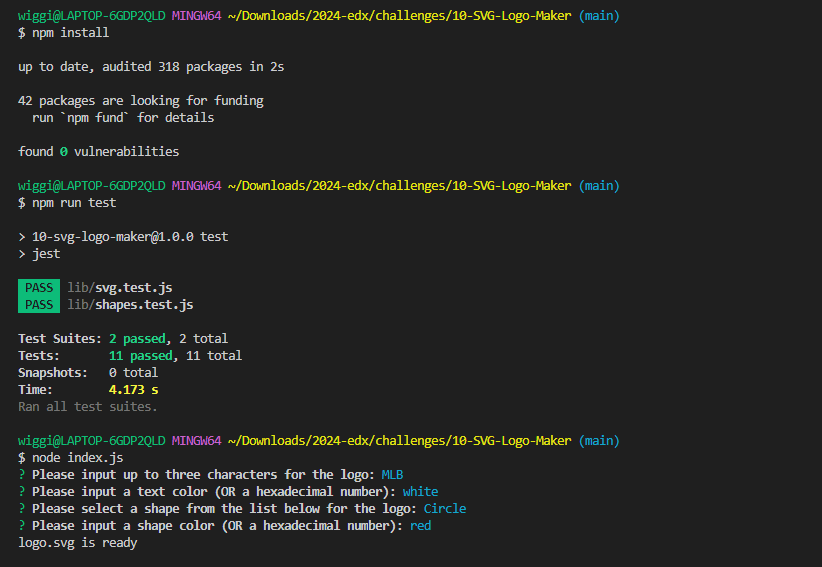 wiggi@LAPTOP-6GDP2QLD MINGW64 ~/Downloads/2024-edx/challenges/10-SVG-Logo-Maker (main)
$ npm install
up to date, audited 318 packages in 2s
42 packages are looking for funding
run `npm fund` for details
found 0 vulnerabilities
wiggi@LAPTOP-6GDP2QLD MINGW64 ~/Downloads/2024-edx/challenges/10-SVG-Logo-Maker (main)
$ npm run test
> 10-svg-logo-maker@1.0.0 test
> jest
PASS lib/svg.test.js
PASS lib/shapes.test.js
Test Suites: 2 passed, 2 total
Tests: 11 passed, 11 total
Snapshots: 0 total
Time: 4.173 s
Ran all test suites.
wiggi@LAPTOP-6GDP2QLD MINGW64 ~/Downloads/2024-edx/challenges/10-SVG-Logo-Maker (main)
$ node index.js
? Please input up to three characters for the logo: MLB
? Please input a text color (OR a hexadecimal number): white
? Please select a shape from the list below for the logo: Circle
? Please input a shape color (OR a hexadecimal number): red
logo.svg is ready